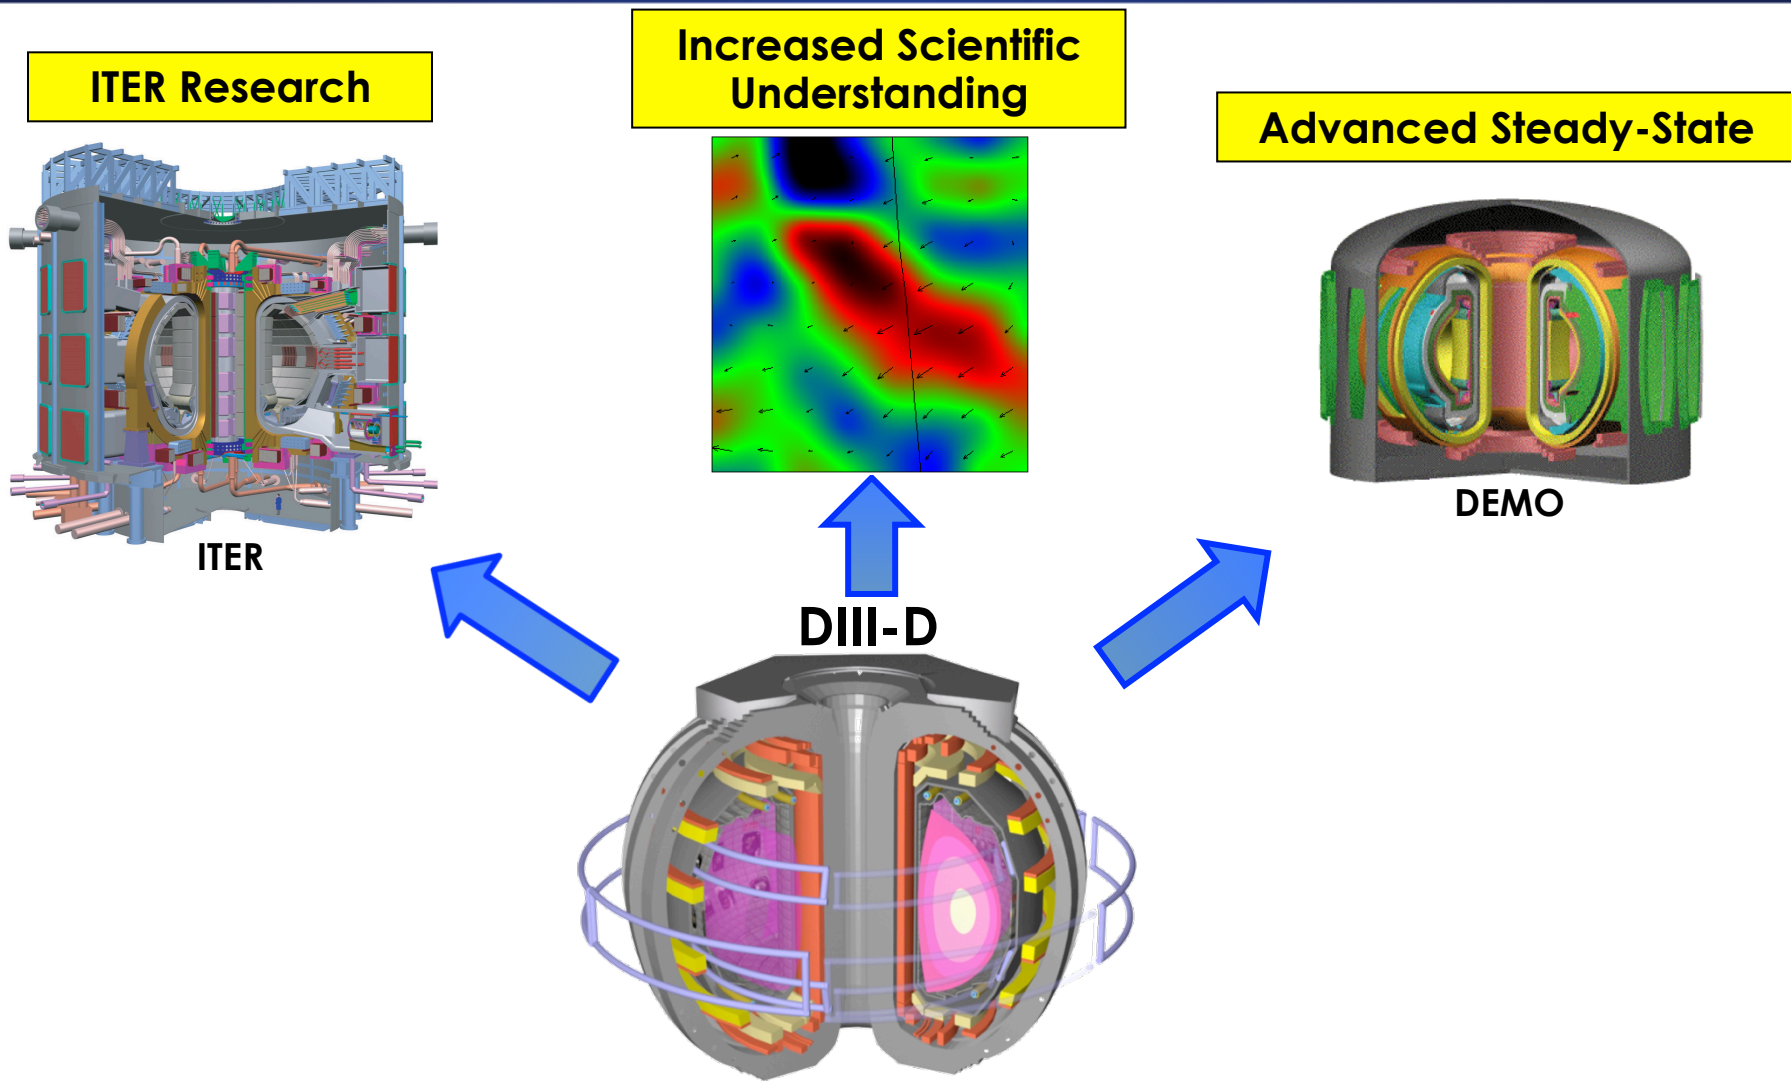 ITER Research
Increased Scientific
Understanding
Advanced Steady-State
ITER
DEMO
DIII-D